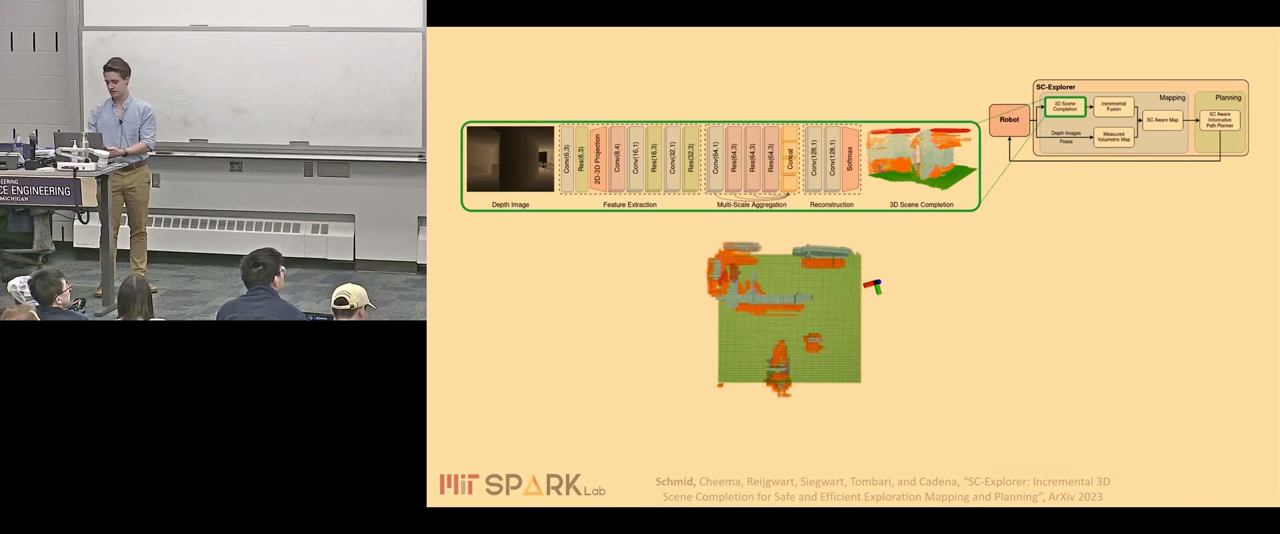 ENGINEERING
CE ENGINEERING
MICHIGAN
SC-Explorer
Mapping
Planning
Robot
3D Scene
Completion
Incremental
Fusion
SC Aware Map
SC Aware
Informative
Path Planner
Depth Images
Poses
Measured
Volumetric Map
Conv(6,3)
Res(6,3)
2D-3D Projection
Conv(8,4)
Conv(16,1)
Res(16,3)
Conv(32,1)
Res(32,3)
Conv(64,1)
Res(64,3)
Res(64,3)
Res(64,3)
Concat
Conv(128,1)
Conv(128,1)
Softmax
Depth Image
Feature Extraction
Multi-Scale Aggregation
Reconstruction
3D Scene Completion
MIT SPARK Lab
Schmid, Cheema, Reijgwart, Siegwart, Tombari, and Cadena, "SC-Explorer: Incremental 3D
Scene Completion for Safe and Efficient Exploration Mapping and Planning", ArXiv 2023